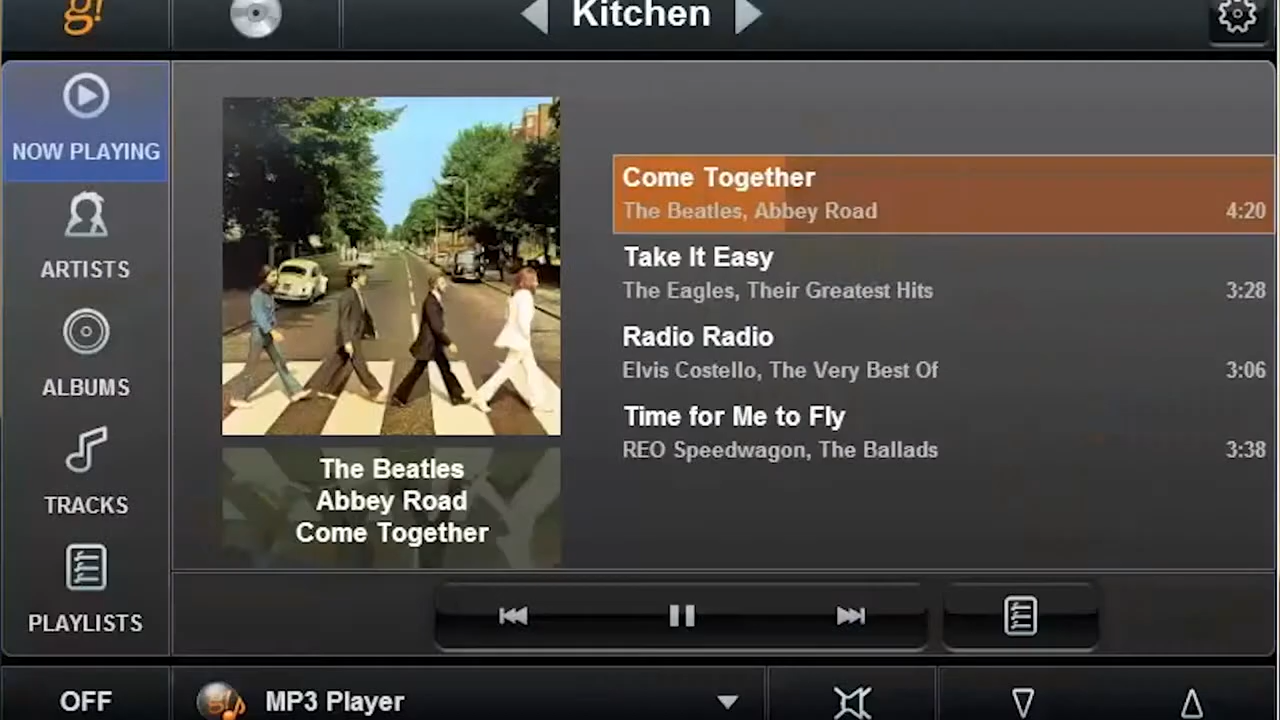 g!
Kitchen
NOW PLAYING
ARTISTS
ALBUMS
TRACKS
PLAYLISTS
The Beatles
Abbey Road
Come Together
Come Together
The Beatles, Abbey Road 4:20
Take It Easy
The Eagles, Their Greatest Hits 3:28
Radio Radio
Elvis Costello, The Very Best Of 3:06
Time for Me to Fly
REO Speedwagon, The Ballads 3:38
OFF
g!
MP3 Player